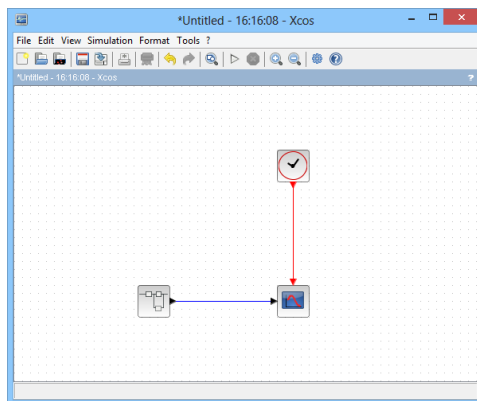 *Untitled - 16:16:08 - Xcos
File Edit View Simulation Format Tools ?
*Untitled - 16:16:08 - Xcos ?